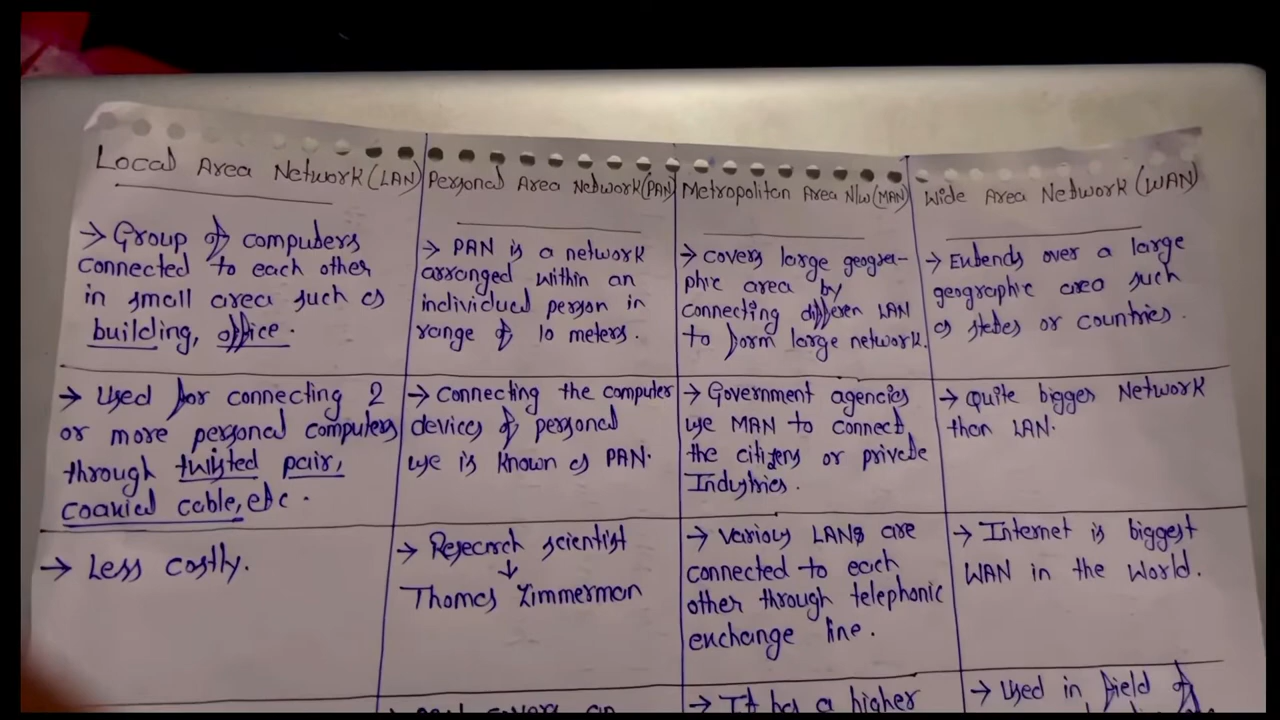 Local Area Network (LAN)
→ Group of computers
connected to each other
in small area such as
building, office.
→ Used for connecting 2
or more personal computers
through twisted pair,
coaxial cable, etc.
→ Less costly.
Personal Area Network (PAN)
→ PAN is a network
arranged within an
individual person in
range of 10 meters.
→ Connecting the computer
devices of personal
use is known as PAN.
→ Research scientist
↓
Thomas Zimmerman
Metropolitan Area N/w (MAN)
→ covers large geogra-
phic area by
connecting differen LAN
to form large network.
→ Government agencies
use MAN to connect
the citizens or private
Industries.
→ Various LANs are
connected to each
other through telephonic
exchange line.
→ It has a higher
Wide Area Network (WAN)
→ Extends over a large
geographic area such
as states or countries.
→ Quite bigger Network
than LAN.
→ Internet is biggest
WAN in the World.
→ Used in field of